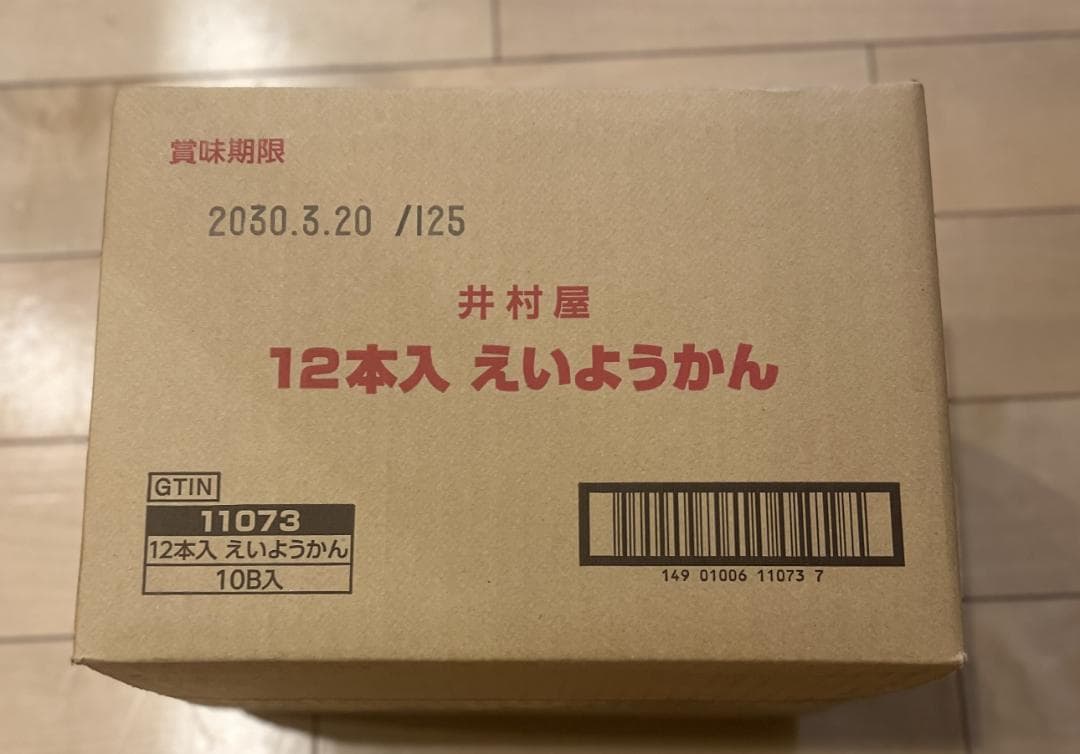 賞味期限
2030.3.20 /125
井村屋
12本入 えいようかん
GTIN
11073
12本入 えいようかん
10B入
149 01006 11073 7